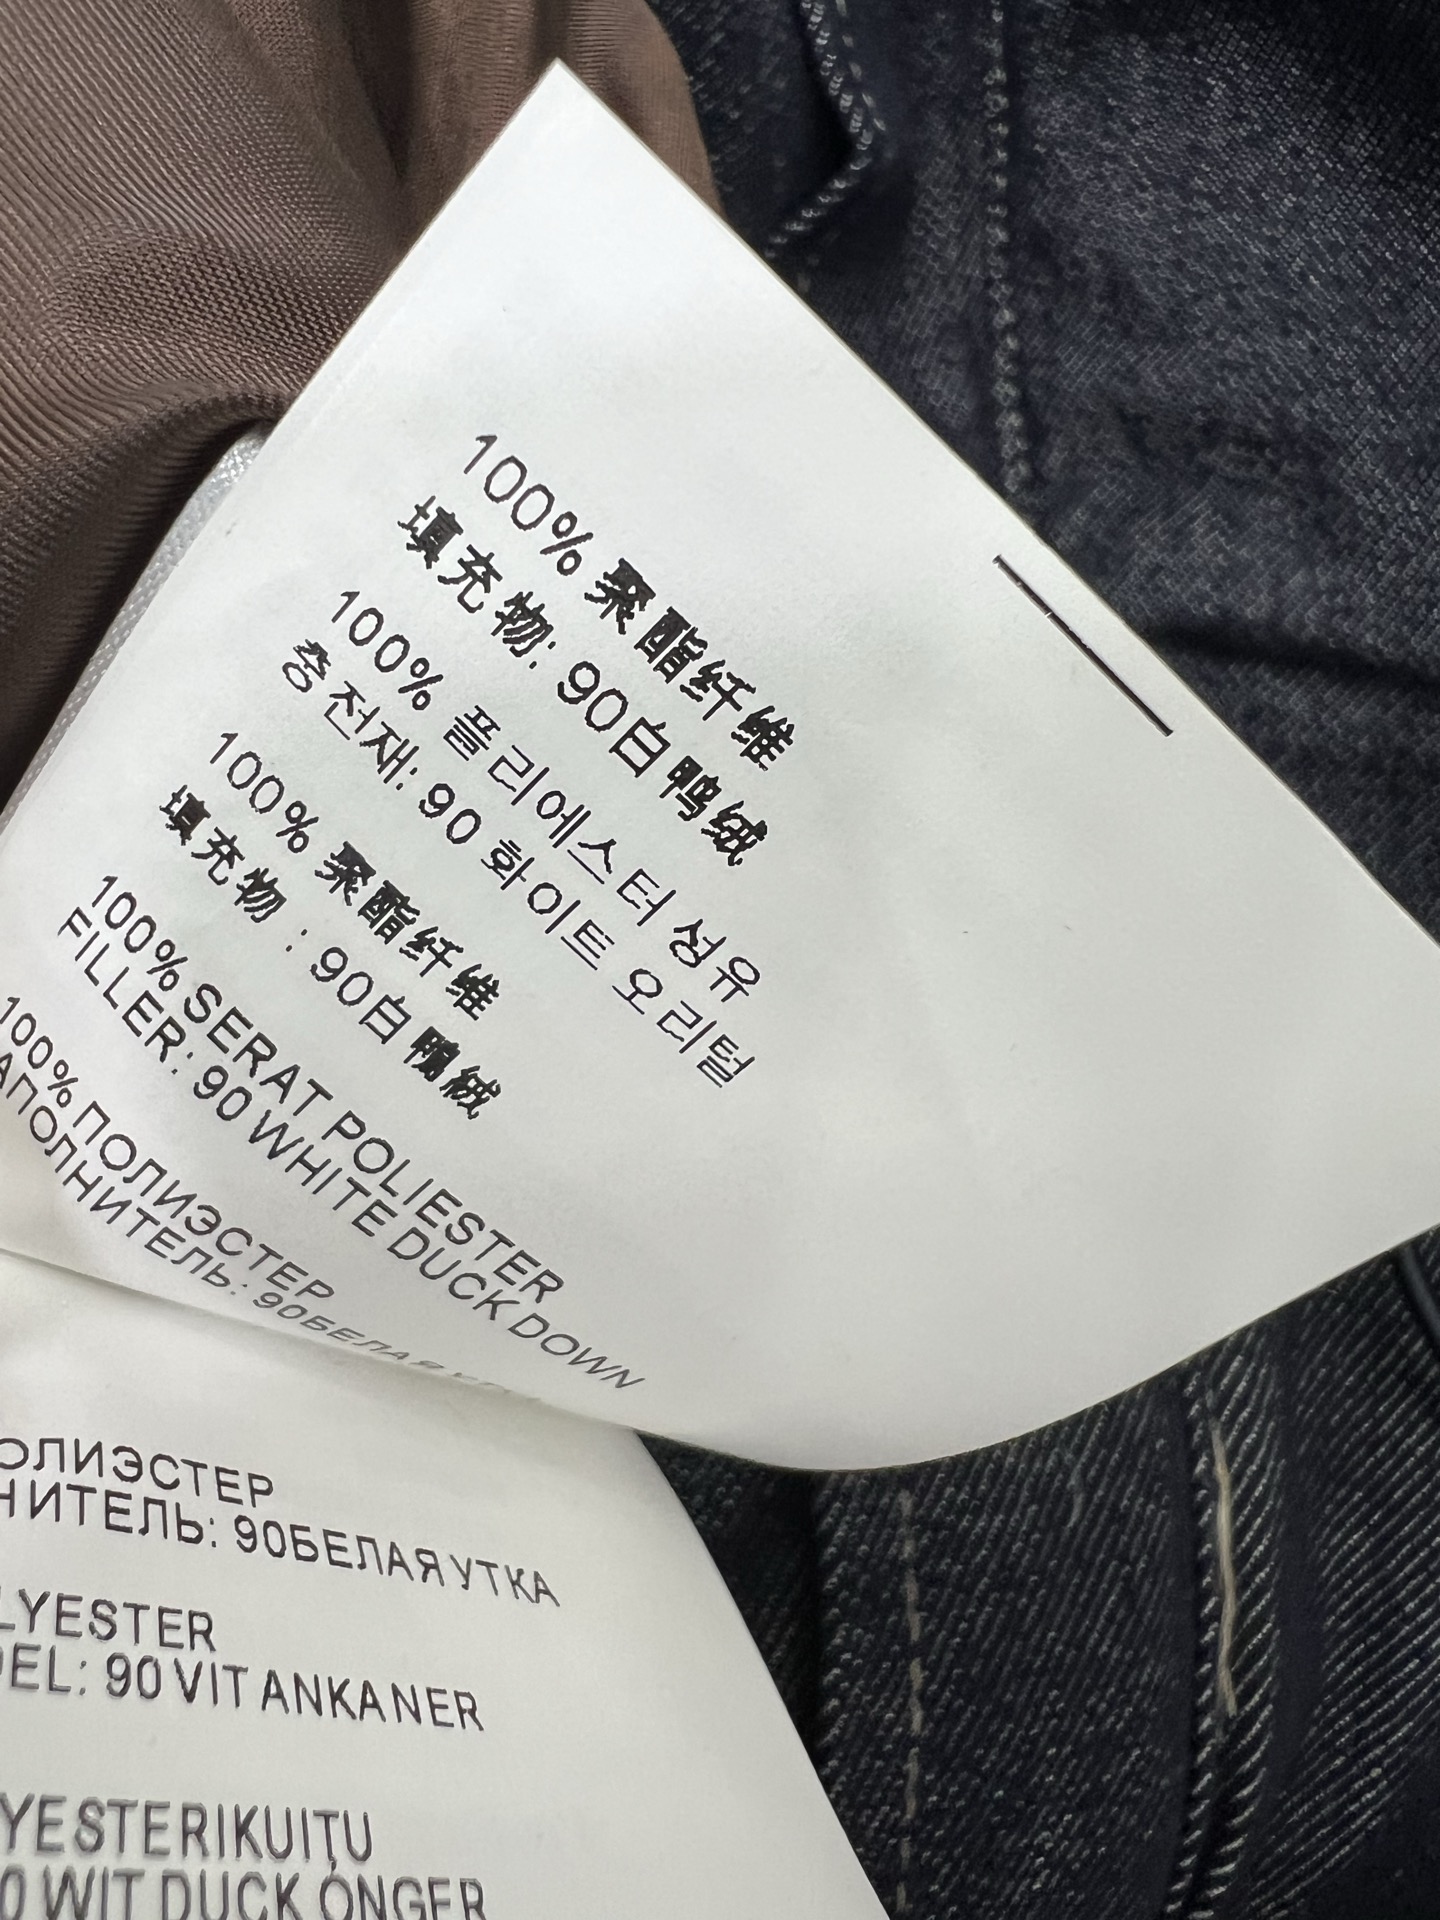 100% 聚酯纤维
填充物: 90白鸭绒
100% 플리에스터 섬유
충전재: 90 화이트 오리털
100% 聚酯纤维
填充物 : 90白鸭绒
100% SERAT POLIESTER
FILLER: 90 WHITE DUCK DOWN
100% ПОЛИЭСТЕР
АПОЛНИТЕЛЬ: 90БЕЛАЯ
ОЛИЭСТЕР
НИТЕЛЬ: 90БЕЛАЯ УТКА
LYESTER
DEL: 90 VIT ANKANER
YESTERIKUIŢU
0 WIT DUCK ÓNGER